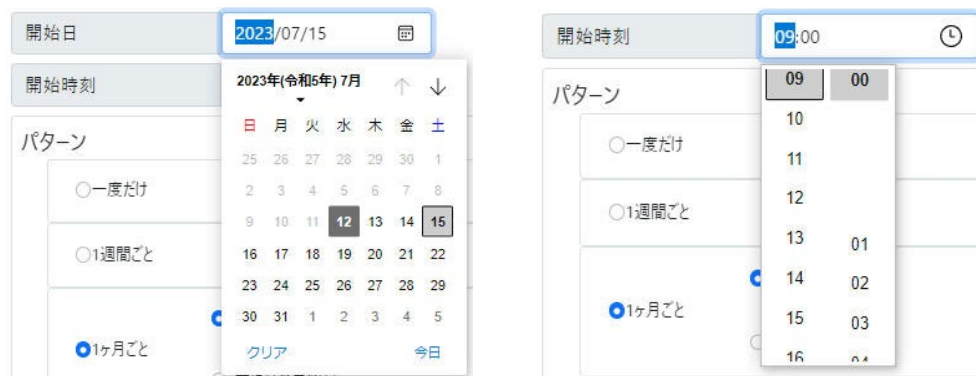 開始日
2023/07/15
開始時刻
2023年(令和5年) 7月
日 月 火 水 木 金 土
25 26 27 28 29 30 1
2 3 4 5 6 7 8
9 10 11 12 13 14 15
16 17 18 19 20 21 22
23 24 25 26 27 28 29
30 31 1 2 3 4 5
クリア 今日
パターン
一度だけ
1週間ごと
1ヶ月ごと
開始時刻
09:00
09 00
10
11
12
13 01
14 02
15 03
16 04
パターン
一度だけ
1週間ごと
1ヶ月ごと